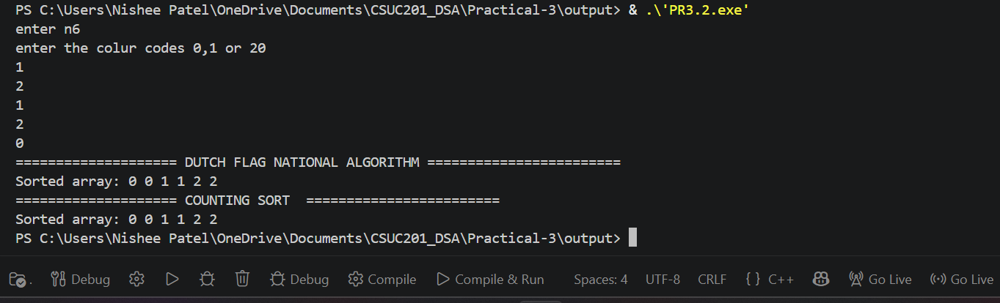 PS C:\Users\Nishee Patel\OneDrive\Documents\CSUC201_DSA\Practical-3\output> & .\'PR3.2.exe'
enter n6
enter the colur codes 0,1 or 20
1
2
1
2
0
==================== DUTCH FLAG NATIONAL ALGORITHM ========================
Sorted array: 0 0 1 1 2 2
==================== COUNTING SORT  ========================
Sorted array: 0 0 1 1 2 2
PS C:\Users\Nishee Patel\OneDrive\Documents\CSUC201_DSA\Practical-3\output>
. Debug Debug Compile Compile & Run Spaces: 4 UTF-8 CRLF { } C++ Go Live Go Live